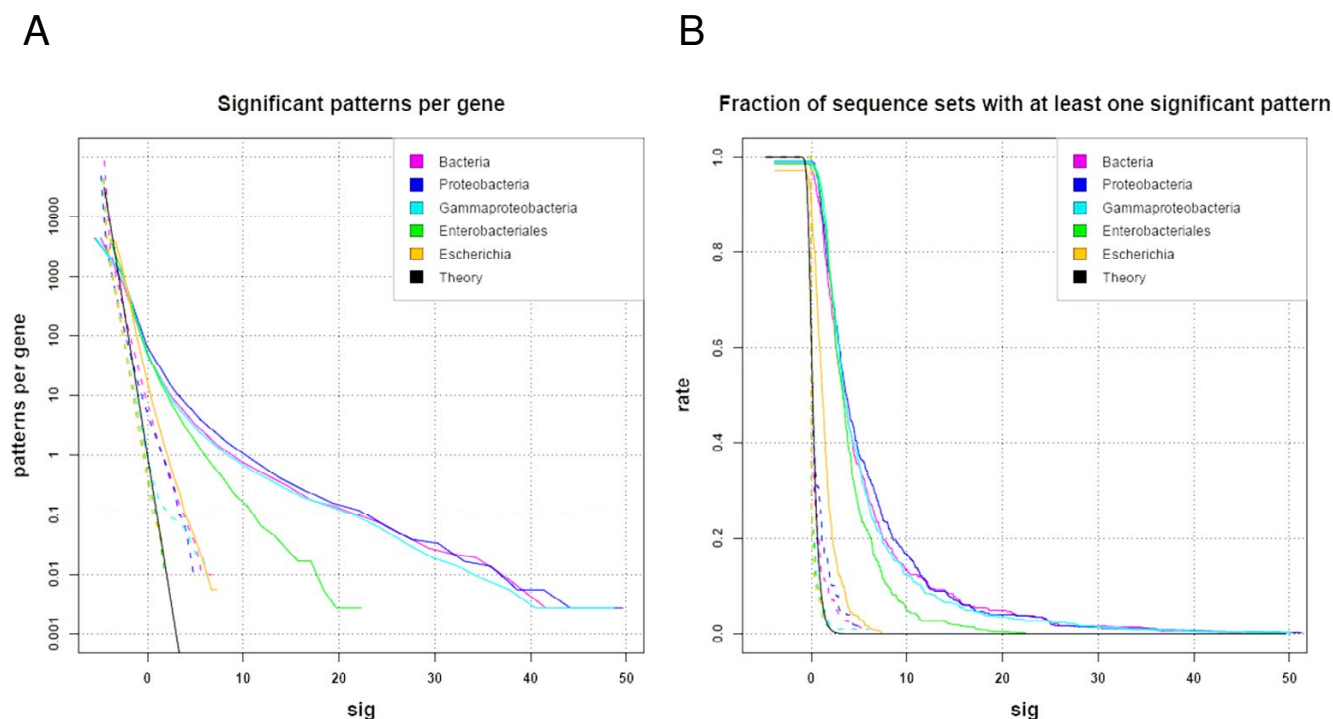 A
B
Significant patterns per gene
Fraction of sequence sets with at least one significant pattern
Bacteria
Proteobacteria
Gammaproteobacteria
Enterobacteriales
Escherichia
Theory
patterns per gene
10000
1000
100
10
1
0.1
0.01
0.001
0 10 20 30 40 50
sig
Bacteria
Proteobacteria
Gammaproteobacteria
Enterobacteriales
Escherichia
Theory
rate
1.0
0.8
0.6
0.4
0.2
0.0
0 10 20 30 40 50
sig